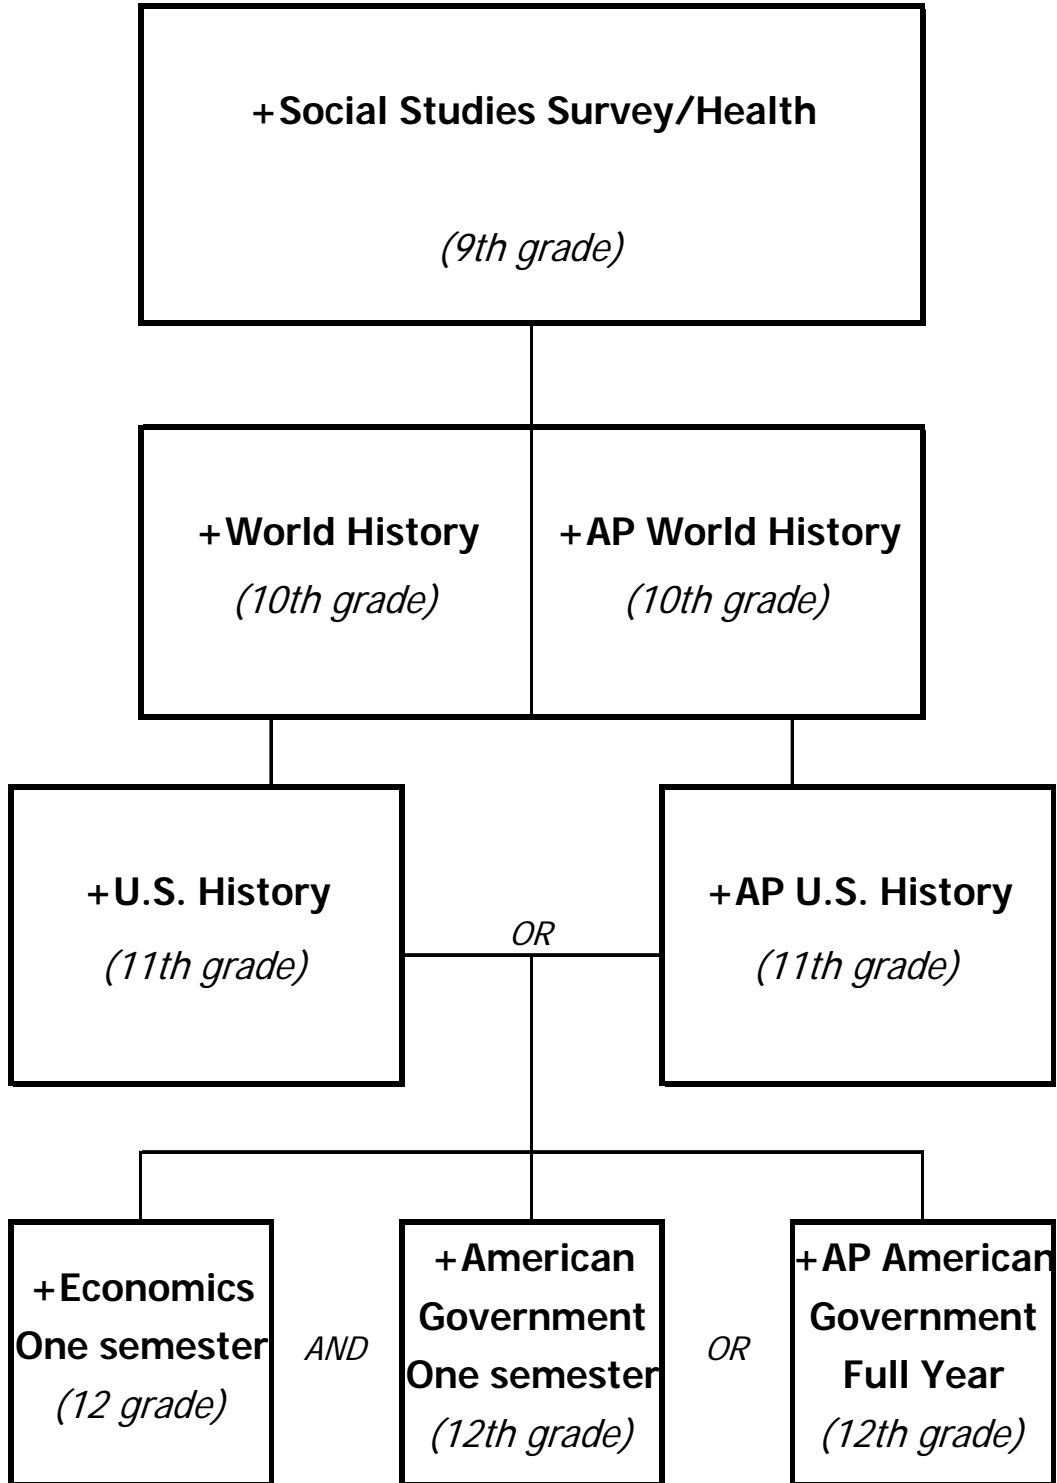 +Social Studies Survey/Health
(9th grade)
+World History
(10th grade)
+AP World History
(10th grade)
+U.S. History
(11th grade)
OR
+AP U.S. History
(11th grade)
+Economics
One semester
(12 grade)
AND
+American
Government
One semester
(12th grade)
OR
+AP American
Government
Full Year
(12th grade)